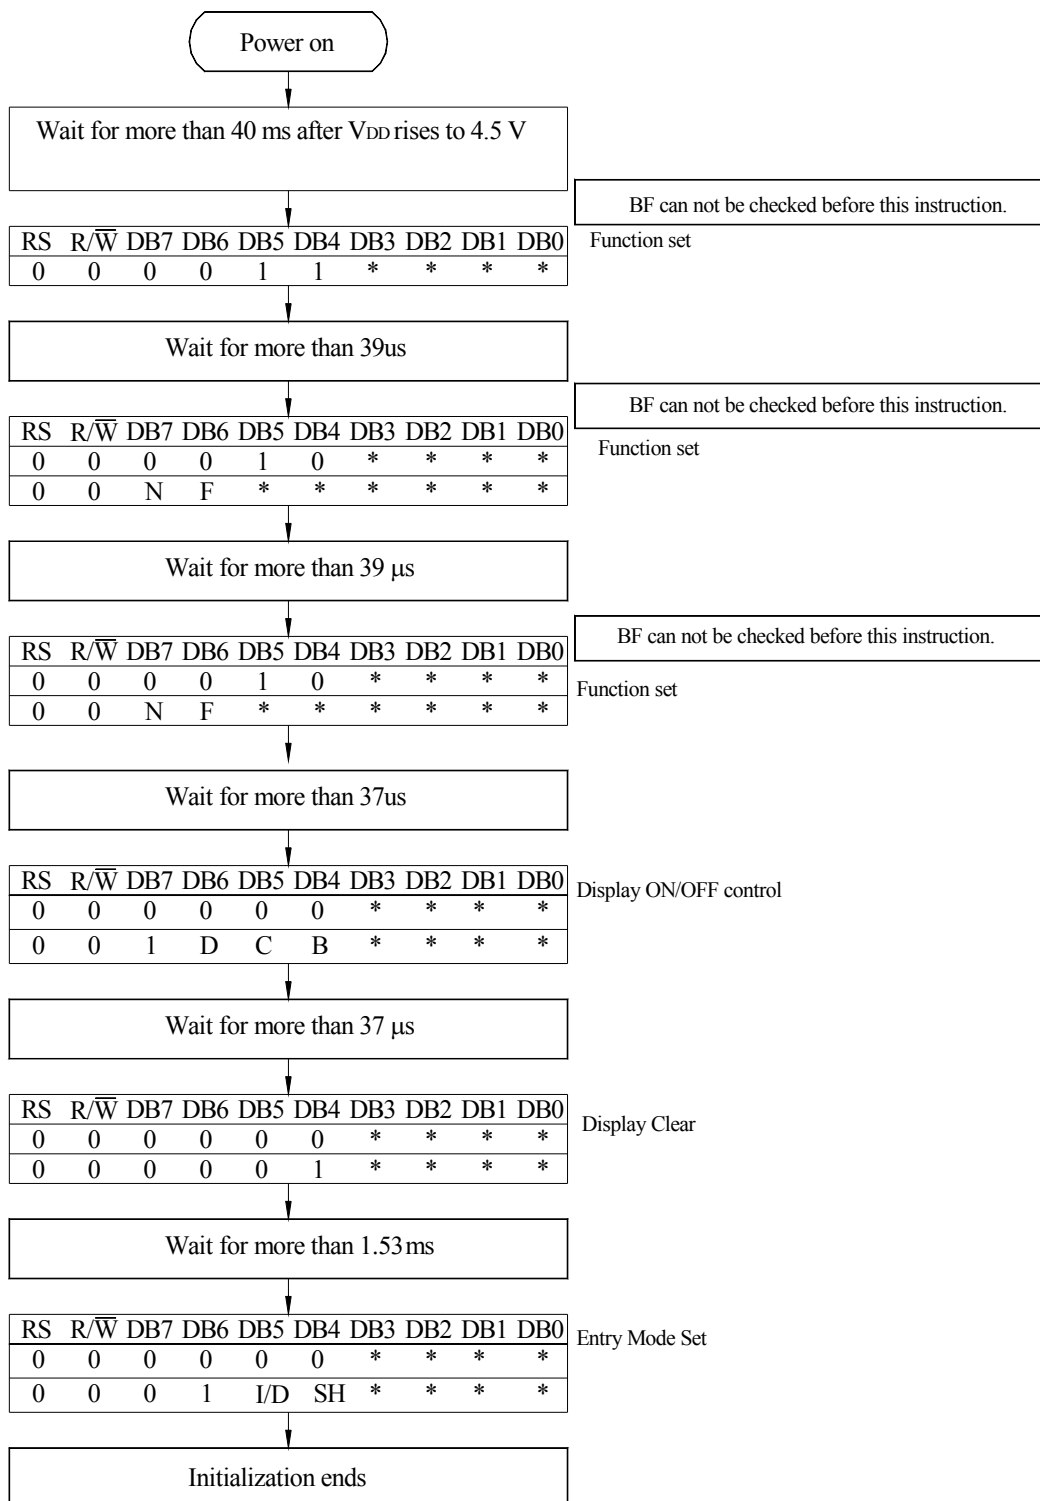 Power on
Wait for more than 40 ms after VDD rises to 4.5 V
BF can not be checked before this instruction.
RS R/W̅ DB7 DB6 DB5 DB4 DB3 DB2 DB1 DB0
Function set
0 0 0 0 1 1 * * * *
Wait for more than 39us
BF can not be checked before this instruction.
RS R/W̅ DB7 DB6 DB5 DB4 DB3 DB2 DB1 DB0
Function set
0 0 0 0 1 0 * * * *
0 0 N F * * * * * *
Wait for more than 39 μs
BF can not be checked before this instruction.
RS R/W̅ DB7 DB6 DB5 DB4 DB3 DB2 DB1 DB0
0 0 0 0 1 0 * * * *
Function set
0 0 N F * * * * * *
Wait for more than 37us
RS R/W̅ DB7 DB6 DB5 DB4 DB3 DB2 DB1 DB0
Display ON/OFF control
0 0 0 0 0 0 * * * *
0 0 1 D C B * * * *
Wait for more than 37 μs
RS R/W̅ DB7 DB6 DB5 DB4 DB3 DB2 DB1 DB0
Display Clear
0 0 0 0 0 0 * * * *
0 0 0 0 0 1 * * * *
Wait for more than 1.53ms
RS R/W̅ DB7 DB6 DB5 DB4 DB3 DB2 DB1 DB0
Entry Mode Set
0 0 0 0 0 0 * * * *
0 0 0 1 I/D SH * * * *
Initialization ends